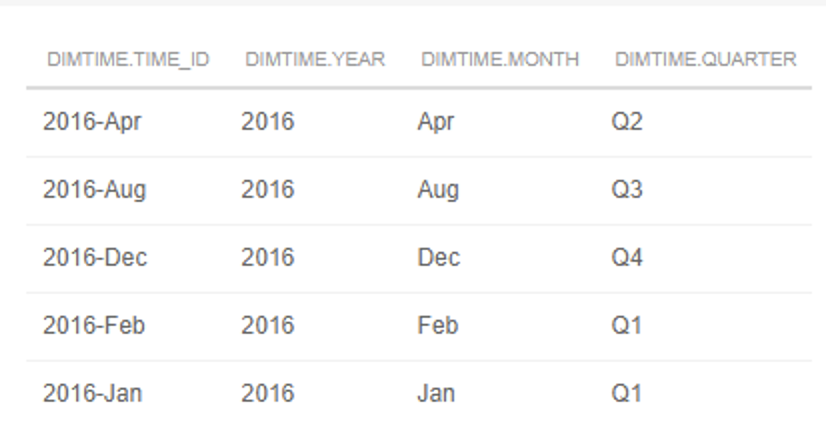 DIMTIME.TIME_ID DIMTIME.YEAR DIMTIME.MONTH DIMTIME.QUARTER
2016-Apr 2016 Apr Q2
2016-Aug 2016 Aug Q3
2016-Dec 2016 Dec Q4
2016-Feb 2016 Feb Q1
2016-Jan 2016 Jan Q1